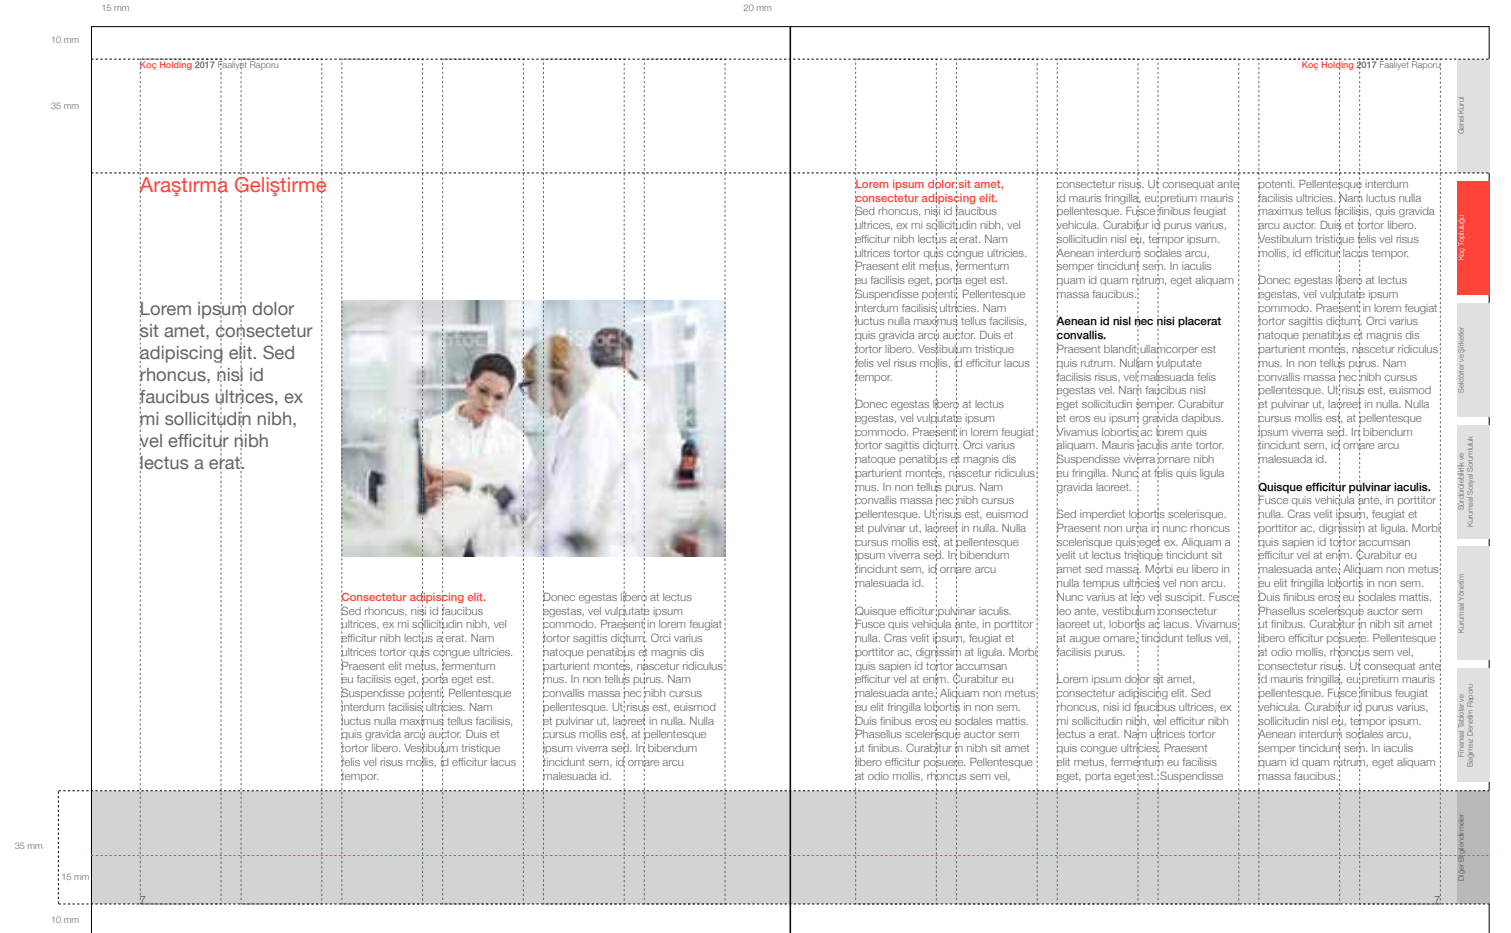 15 mm
20 mm
10 mm
35 mm
Koç Holding 2017 Faaliyet Raporu
Araştırma Geliştirme
Lorem ipsum dolor
sit amet, consectetur
adipiscing elit. Sed
rhoncus, nisi id
faucibus ultrices, ex
mi sollicitudin nibh,
vel efficitur nibh
lectus a erat.
Consectetur adipiscing elit.
Sed rhoncus, nisi id faucibus
ultrices, ex mi sollicitudin nibh, vel
efficitur nibh lectus a erat. Nam
ultrices tortor quis congue ultricies.
Praesent elit metus, fermentum
eu facilisis eget, porta eget est.
Suspendisse potenti. Pellentesque
interdum facilisis ultricies. Nam
luctus nulla maximus tellus facilisis,
quis gravida arcu auctor. Duis et
tortor libero. Vestibulum tristique
felis vel risus mollis, id efficitur lacus
tempor.
Donec egestas libero at lectus
egestas, vel vulputate ipsum
commodo. Praesent in lorem feugiat
tortor sagittis dictum. Orci varius
natoque penatibus et magnis dis
parturient montes, nascetur ridiculus
mus. In non tellus purus. Nam
convallis massa nec nibh cursus
pellentesque. Ut risus est, euismod
et pulvinar ut, laoreet in nulla. Nulla
cursus mollis est, at pellentesque
ipsum viverra sed. In bibendum
tincidunt sem, id ornare arcu
malesuada id.
35 mm
15 mm
10 mm
7
Koç Holding 2017 Faaliyet Raporu
Lorem ipsum dolor sit amet,
consectetur adipiscing elit.
Sed rhoncus, nisi id faucibus
ultrices, ex mi sollicitudin nibh, vel
efficitur nibh lectus a erat. Nam
ultrices tortor quis congue ultricies.
Praesent elit metus, fermentum
eu facilisis eget, porta eget est.
Suspendisse potenti. Pellentesque
interdum facilisis ultricies. Nam
luctus nulla maximus tellus facilisis,
quis gravida arcu auctor. Duis et
tortor libero. Vestibulum tristique
felis vel risus mollis, id efficitur lacus
tempor.
Donec egestas libero at lectus
egestas, vel vulputate ipsum
commodo. Praesent in lorem feugiat
tortor sagittis dictum. Orci varius
natoque penatibus et magnis dis
parturient montes, nascetur ridiculus
mus. In non tellus purus. Nam
convallis massa nec nibh cursus
pellentesque. Ut risus est, euismod
et pulvinar ut, laoreet in nulla. Nulla
cursus mollis est, at pellentesque
ipsum viverra sed. In bibendum
tincidunt sem, id ornare arcu
malesuada id.
Quisque efficitur pulvinar iaculis.
Fusce quis vehicula ante, in porttitor
nulla. Cras velit ipsum, feugiat et
porttitor ac, dignissim at ligula. Morbi
quis sapien id tortor accumsan
efficitur vel at enim. Curabitur eu
malesuada ante. Aliquam non metus
eu elit fringilla lobortis in non sem.
Duis finibus eros eu sodales mattis.
Phasellus scelerisque auctor sem
ut finibus. Curabitur in nibh sit amet
libero efficitur posuere. Pellentesque
at odio mollis, rhoncus sem vel,
consectetur risus. Ut consequat ante
id mauris fringilla, eu pretium mauris
pellentesque. Fusce finibus feugiat
vehicula. Curabitur id purus varius,
sollicitudin nisl eu, tempor ipsum.
Aenean interdum sodales arcu,
semper tincidunt sem. In iaculis
quam id quam rutrum, eget aliquam
massa faucibus.
Aenean id nisl nec nisi placerat
convallis.
Praesent blandit ullamcorper est
quis rutrum. Nullam vulputate
facilisis risus, vel malesuada felis
egestas vel. Nam faucibus nisl
eget sollicitudin semper. Curabitur
et eros eu ipsum gravida dapibus.
Vivamus lobortis ac lorem quis
aliquam. Mauris iaculis ante tortor.
Suspendisse viverra ornare nibh
eu fringilla. Nunc at felis quis ligula
gravida laoreet.
Sed imperdiet lobortis scelerisque.
Praesent non urna in nunc rhoncus
scelerisque quis eget ex. Aliquam a
velit ut lectus tristique tincidunt sit
amet sed massa. Morbi eu libero in
nulla tempus ultricies vel non arcu.
Nunc varius at leo vel suscipit. Fusce
leo ante, vestibulum consectetur
laoreet ut, lobortis ac lacus. Vivamus
at augue ornare, tincidunt tellus vel,
facilisis purus.
Lorem ipsum dolor sit amet,
consectetur adipiscing elit. Sed
rhoncus, nisi id faucibus ultrices, ex
mi sollicitudin nibh, vel efficitur nibh
lectus a erat. Nam ultrices tortor
quis congue ultricies. Praesent
elit metus, fermentum eu facilisis
eget, porta eget est. Suspendisse
potenti. Pellentesque interdum
facilisis ultricies. Nam luctus nulla
maximus tellus facilisis, quis gravida
arcu auctor. Duis et tortor libero.
Vestibulum tristique felis vel risus
mollis, id efficitur lacus tempor.
Donec egestas libero at lectus
egestas, vel vulputate ipsum
commodo. Praesent in lorem feugiat
tortor sagittis dictum. Orci varius
natoque penatibus et magnis dis
parturient montes, nascetur ridiculus
mus. In non tellus purus. Nam
convallis massa nec nibh cursus
pellentesque. Ut risus est, euismod
et pulvinar ut, laoreet in nulla. Nulla
cursus mollis est, at pellentesque
ipsum viverra sed. In bibendum
tincidunt sem, id ornare arcu
malesuada id.
Quisque efficitur pulvinar iaculis.
Fusce quis vehicula ante, in porttitor
nulla. Cras velit ipsum, feugiat et
porttitor ac, dignissim at ligula. Morbi
quis sapien id tortor accumsan
efficitur vel at enim. Curabitur eu
malesuada ante. Aliquam non metus
eu elit fringilla lobortis in non sem.
Duis finibus eros eu sodales mattis.
Phasellus scelerisque auctor sem
ut finibus. Curabitur in nibh sit amet
libero efficitur posuere. Pellentesque
at odio mollis, rhoncus sem vel,
consectetur risus. Ut consequat ante
id mauris fringilla, eu pretium mauris
pellentesque. Fusce finibus feugiat
vehicula. Curabitur id purus varius,
sollicitudin nisl eu, tempor ipsum.
Aenean interdum sodales arcu,
semper tincidunt sem. In iaculis
quam id quam rutrum, eget aliquam
massa faucibus.
7
Genel Kurul
Koç Topluluğu
Sektörler ve Şirketler
Sürdürülebilirlik ve
Kurumsal Sosyal Sorumluluk
Kurumsal Yönetim
Finansal Tablolar ve
Bağımsız Denetim Raporu
Diğer Bilgilendirmeler